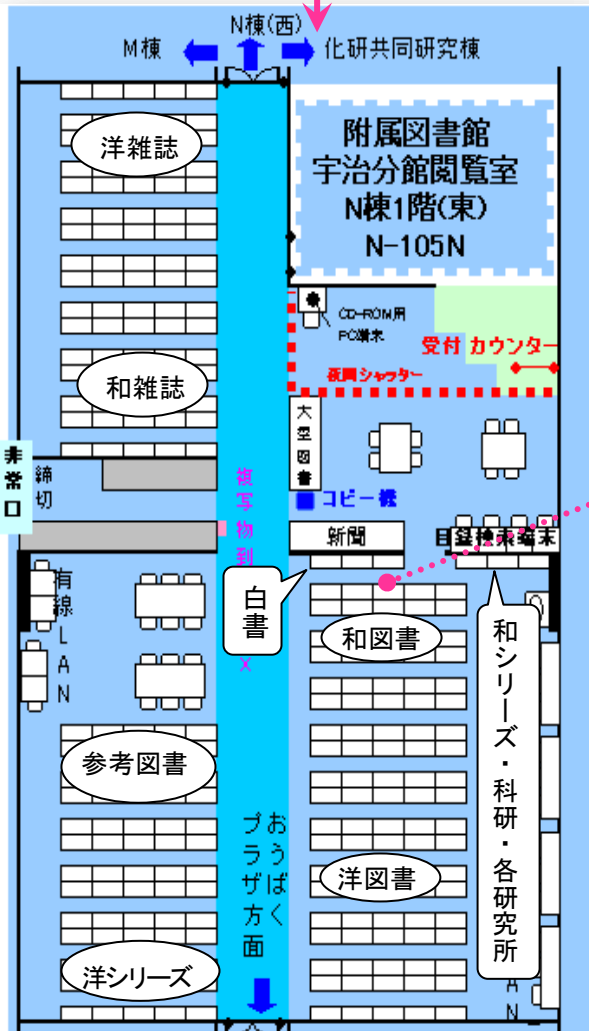 N棟(西)
M棟
化研共同研究棟
附属図書館
宇治分館閲覧室
N棟1階(東)
N-105N
洋雑誌
CD-ROM用
PC端末
受付 カウンター
夜間シャッター
和雑誌
大型図書
非常口
締切
コピー機
複写物到
新聞
目録検索端末
有線LAN
白書
和図書
和シリーズ・科研・各研究所
参考図書
おうばく
プラザ方面
洋図書
洋シリーズ